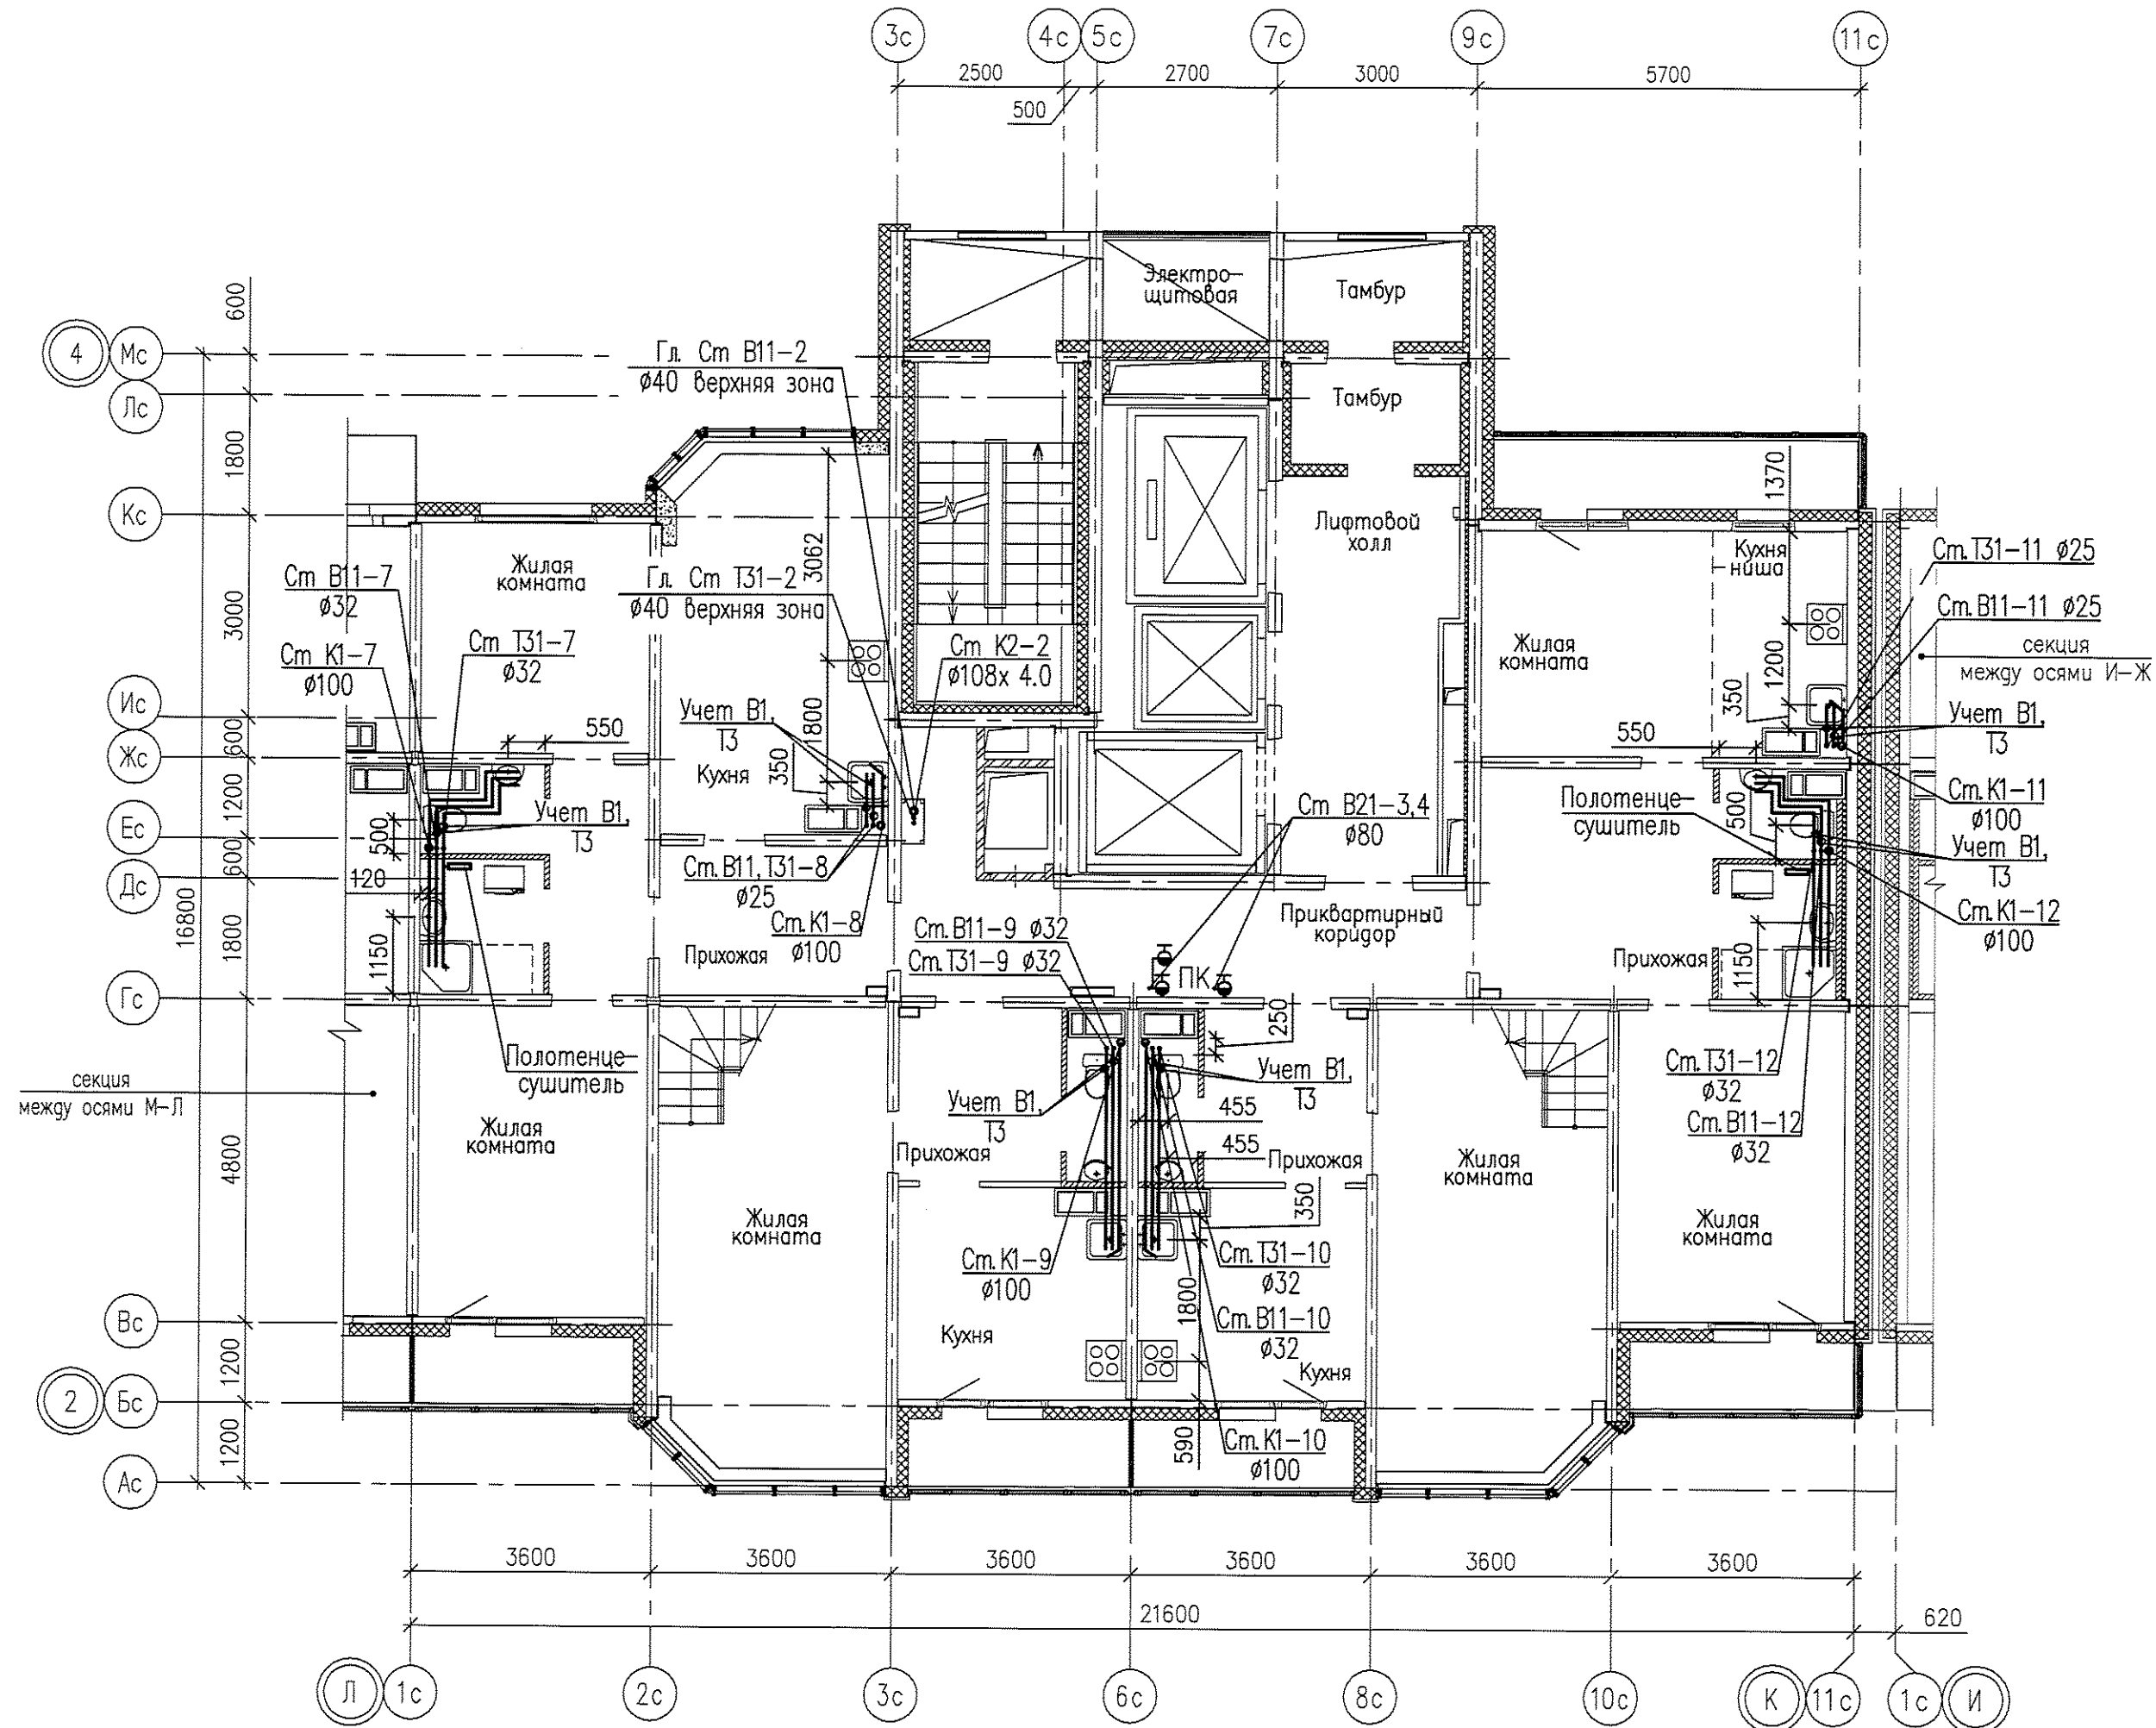 3с
4с
5с
7с
9с
11с
2500
2700
3000
5700
500
600
Электро-
щитовая
Тамбур
4
Мс
Гл. Ст В11-2
ø40 верхняя зона
Тамбур
Лс
1800
1370
Кс
Лифтовой
холл
Кухня
ниша
Ст.Т31-11 ø25
Жилая
комната
3062
Ст В11-7
ø32
Гл. Ст Т31-2
ø40 верхняя зона
3000
Ст.В11-11 ø25
Ст К1-7
ø100
Ст Т31-7
ø32
Ст К2-2
ø108х 4.0
Жилая
комната
1200
секция
между осями И-Ж
Ис
600
550
Учет В1,
Т3
1800
350
350
Учет В1,
Т3
Жс
Кухня
550
1200
Учет В1,
Т3
Ст В21-3,4
ø80
Полотенце-
сушитель
500
Ст.К1-11
ø100
Ес
500
Учет В1,
Т3
600
Ст.В11,Т31-8
ø25
Дс
120
16800
Ст.К1-8
ø100
Ст.В11-9 ø32
Приквартирный
коридор
Ст.К1-12
ø100
1800
1150
Прихожая
Ст.Т31-9 ø32
Прихожая
1150
ПК
Гс
250
Полотенце-
сушитель
Учет В1,
Т3
Ст.Т31-12
ø32
секция
между осями М-Л
Учет В1,
Т3
455
Ст.В11-12
ø32
Жилая
комната
4800
Прихожая
455
Прихожая
Жилая
комната
350
Жилая
комната
Жилая
комната
Ст.К1-9
ø100
Ст.Т31-10
ø32
1800
Ст.В11-10
ø32
Вс
Кухня
Кухня
1200
2
Бс
590
Ст.К1-10
ø100
1200
Ас
3600
3600
3600
3600
3600
3600
21600
620
Л
1с
2с
3с
6с
8с
10с
К
11с
1с
И